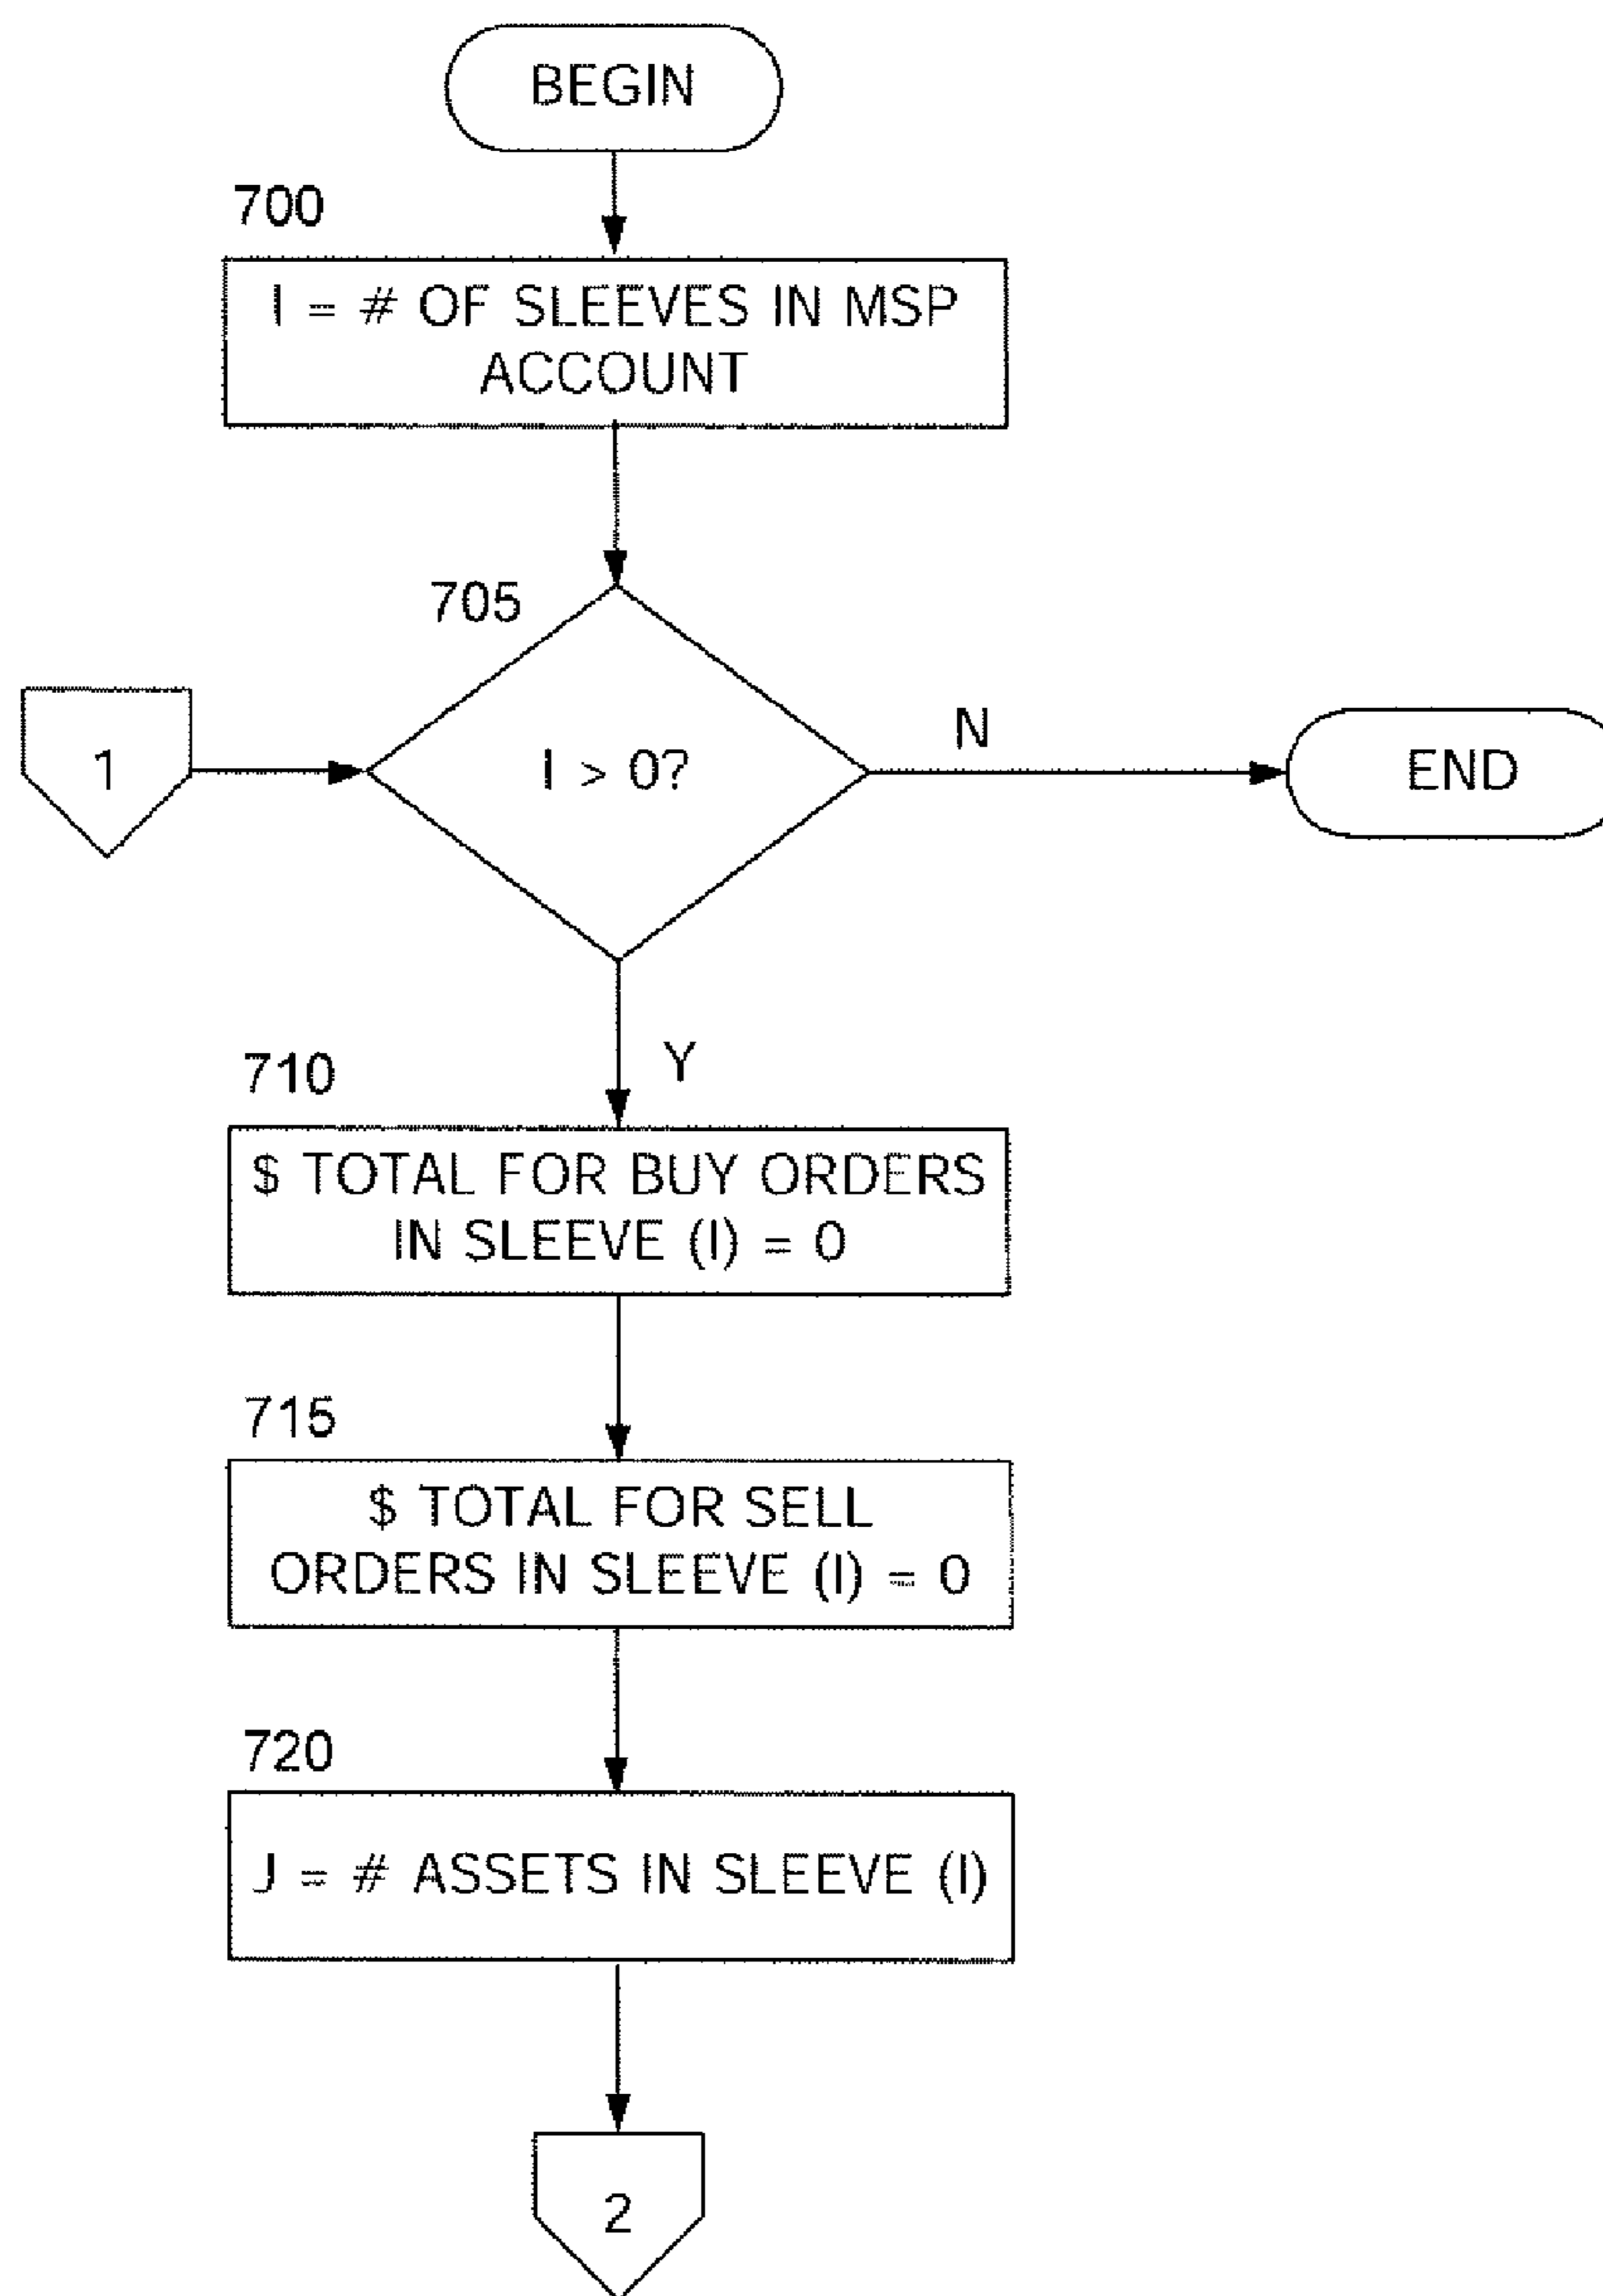 BEGIN
700
I = # OF SLEEVES IN MSP
ACCOUNT
705
1
I > 0?
N
END
Y
710
$ TOTAL FOR BUY ORDERS
IN SLEEVE (I) = 0
715
$ TOTAL FOR SELL
ORDERS IN SLEEVE (I) = 0
720
J = # ASSETS IN SLEEVE (I)
2